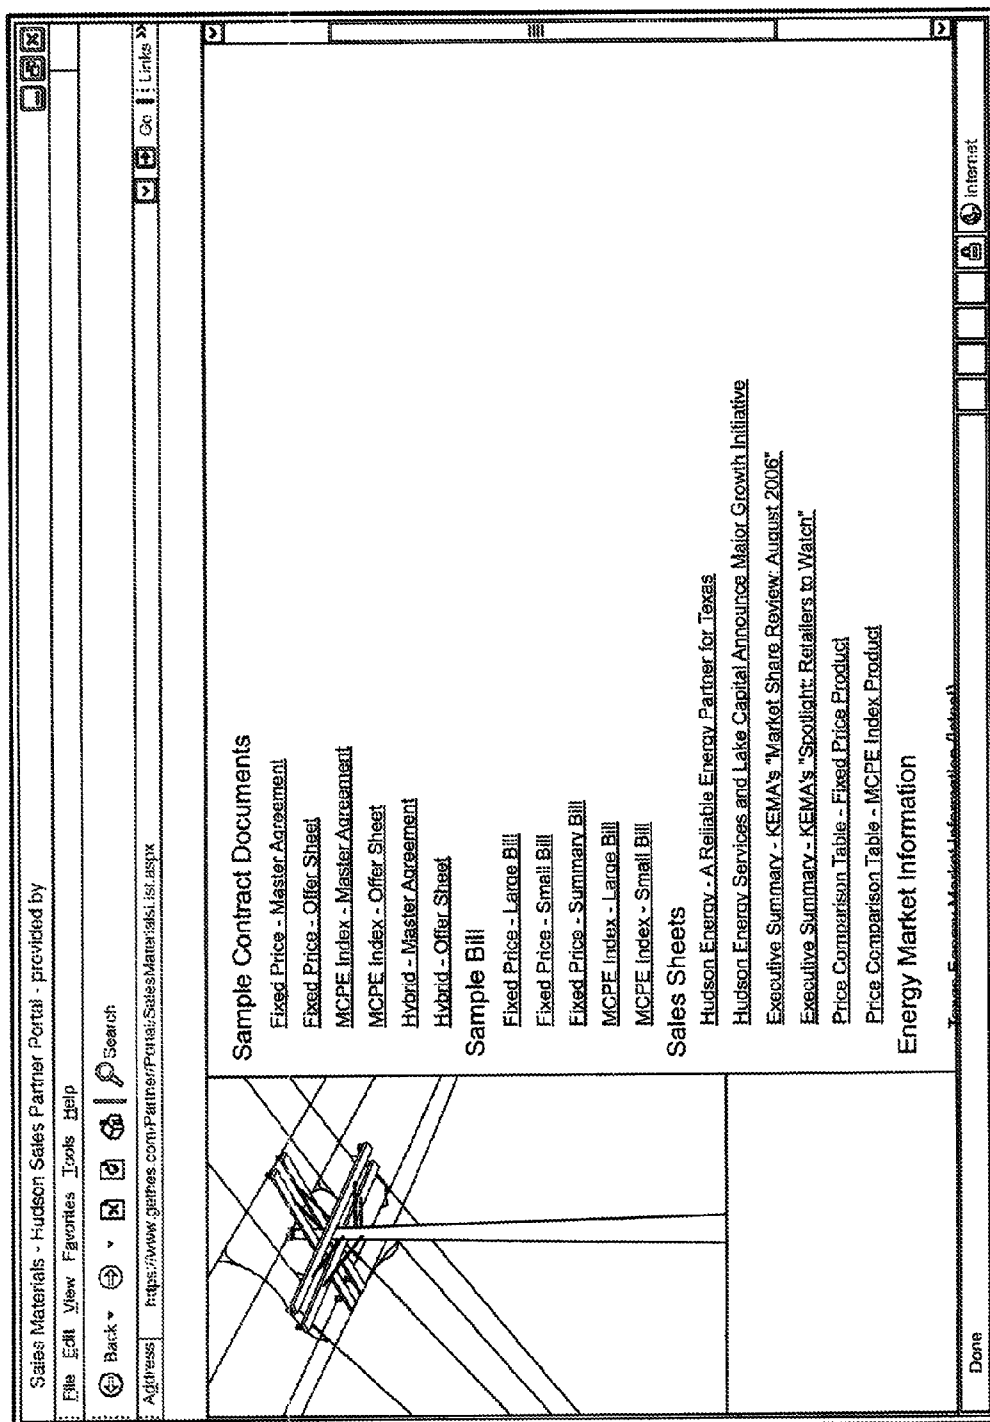 Sales Materials - Hudson Sales Partner Portal - provided by
File Edit View Favorites Tools Help
Back Search
Address https://www.gethes.com/Partner/Portal/SalesMaterialsList.aspx Go Links »
Sample Contract Documents
Fixed Price - Master Agreement
Fixed Price - Offer Sheet
MCPE Index - Master Agreement
MCPE Index - Offer Sheet
Hybrid - Master Agreement
Hybrid - Offer Sheet
Sample Bill
Fixed Price - Large Bill
Fixed Price - Small Bill
Fixed Price - Summary Bill
MCPE Index - Large Bill
MCPE Index - Small Bill
Sales Sheets
Hudson Energy - A Reliable Energy Partner for Texas
Hudson Energy Services and Lake Capital Announce Major Growth Initiative
Executive Summary - KEMA's "Market Share Review: August 2006"
Executive Summary - KEMA's "Spotlight: Retailers to Watch"
Price Comparison Table - Fixed Price Product
Price Comparison Table - MCPE Index Product
Energy Market Information
Texas Energy Market Information
Done internet